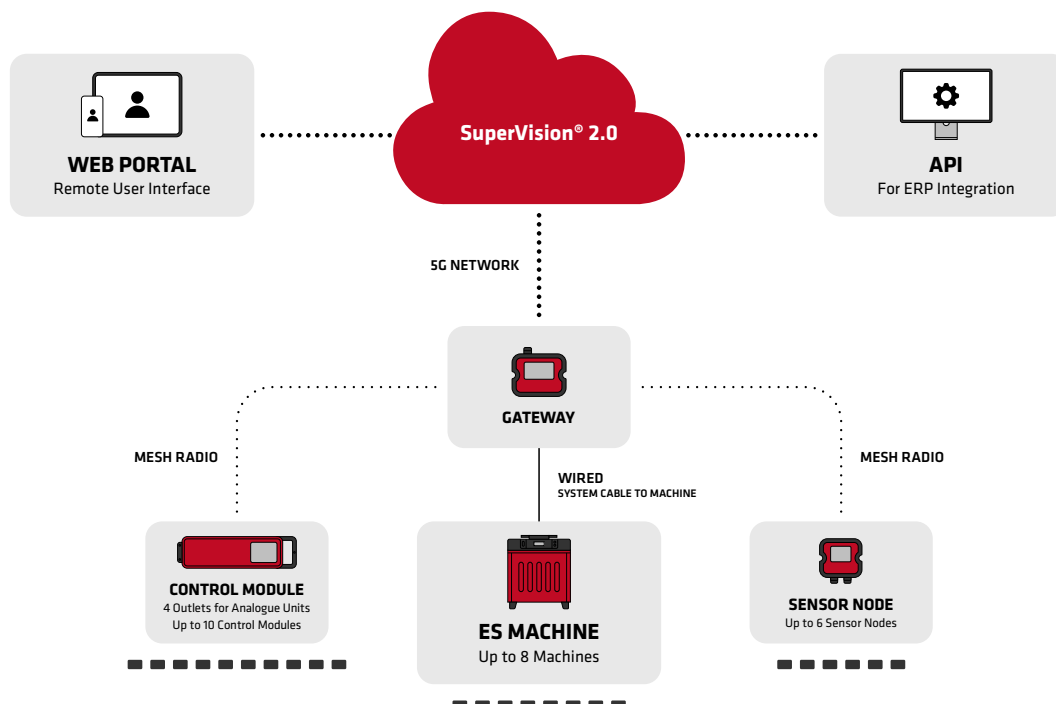 SuperVision® 2.0
WEB PORTAL
Remote User Interface
API
For ERP Integration
5G NETWORK
GATEWAY
MESH RADIO
MESH RADIO
WIRED
SYSTEM CABLE TO MACHINE
CONTROL MODULE
4 Outlets for Analogue Units
Up to 10 Control Modules
ES MACHINE
Up to 8 Machines
SENSOR NODE
Up to 6 Sensor Nodes